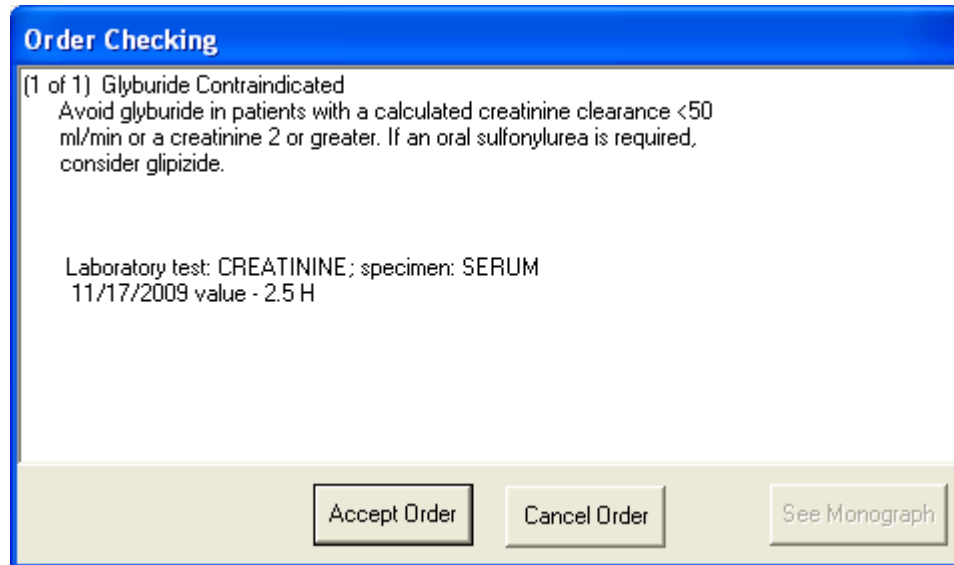 Order Checking
(1 of 1) Glyburide Contraindicated
Avoid glyburide in patients with a calculated creatinine clearance <50
ml/min or a creatinine 2 or greater. If an oral sulfonylurea is required,
consider glipizide.
Laboratory test: CREATININE; specimen: SERUM
11/17/2009 value - 2.5 H
Accept Order
Cancel Order
See Monograph